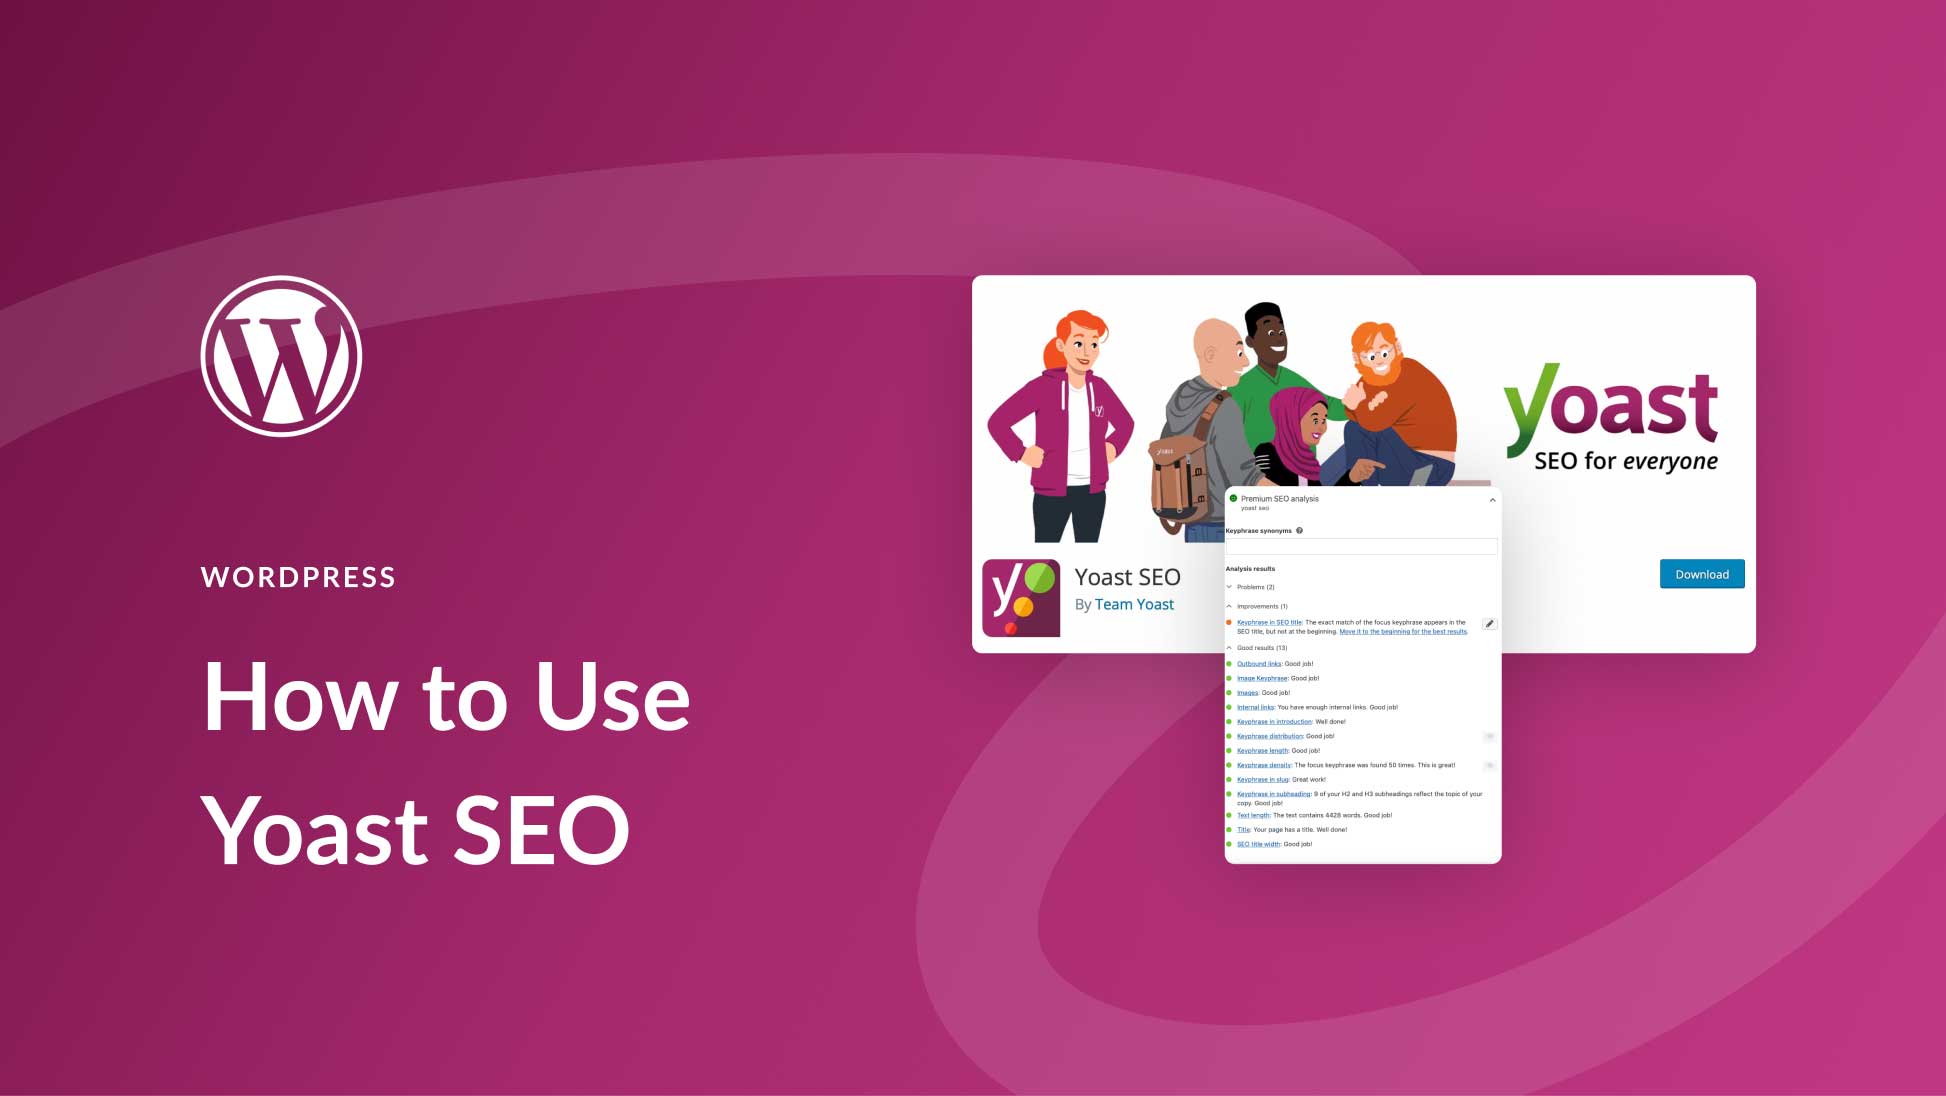 WORDPRESS
How to Use
Yoast SEO
yoast
yoast
SEO for everyone
Yoast SEO
By Team Yoast
Download
Premium SEO analysis
yoast seo
Keyphrase synonyms
Analysis results
Problems (2)
Improvements (1)
Keyphrase in SEO title: The exact match of the focus keyphrase appears in the
SEO title, but not at the beginning. Move it to the beginning for the best results.
Good results (13)
Outbound links: Good job!
Image Keyphrase: Good job!
Images: Good job!
Internal links: You have enough internal links. Good job!
Keyphrase in introduction: Well done!
Keyphrase distribution: Good job!
Keyphrase length: Good job!
Keyphrase density: The focus keyphrase was found 50 times. This is great!
Keyphrase in slug: Great work!
Keyphrase in subheading: 9 of your H2 and H3 subheadings reflect the topic of your
copy. Good job!
Text length: The text contains 4428 words. Good job!
Title: Your page has a title. Well done!
SEO title width: Good job!